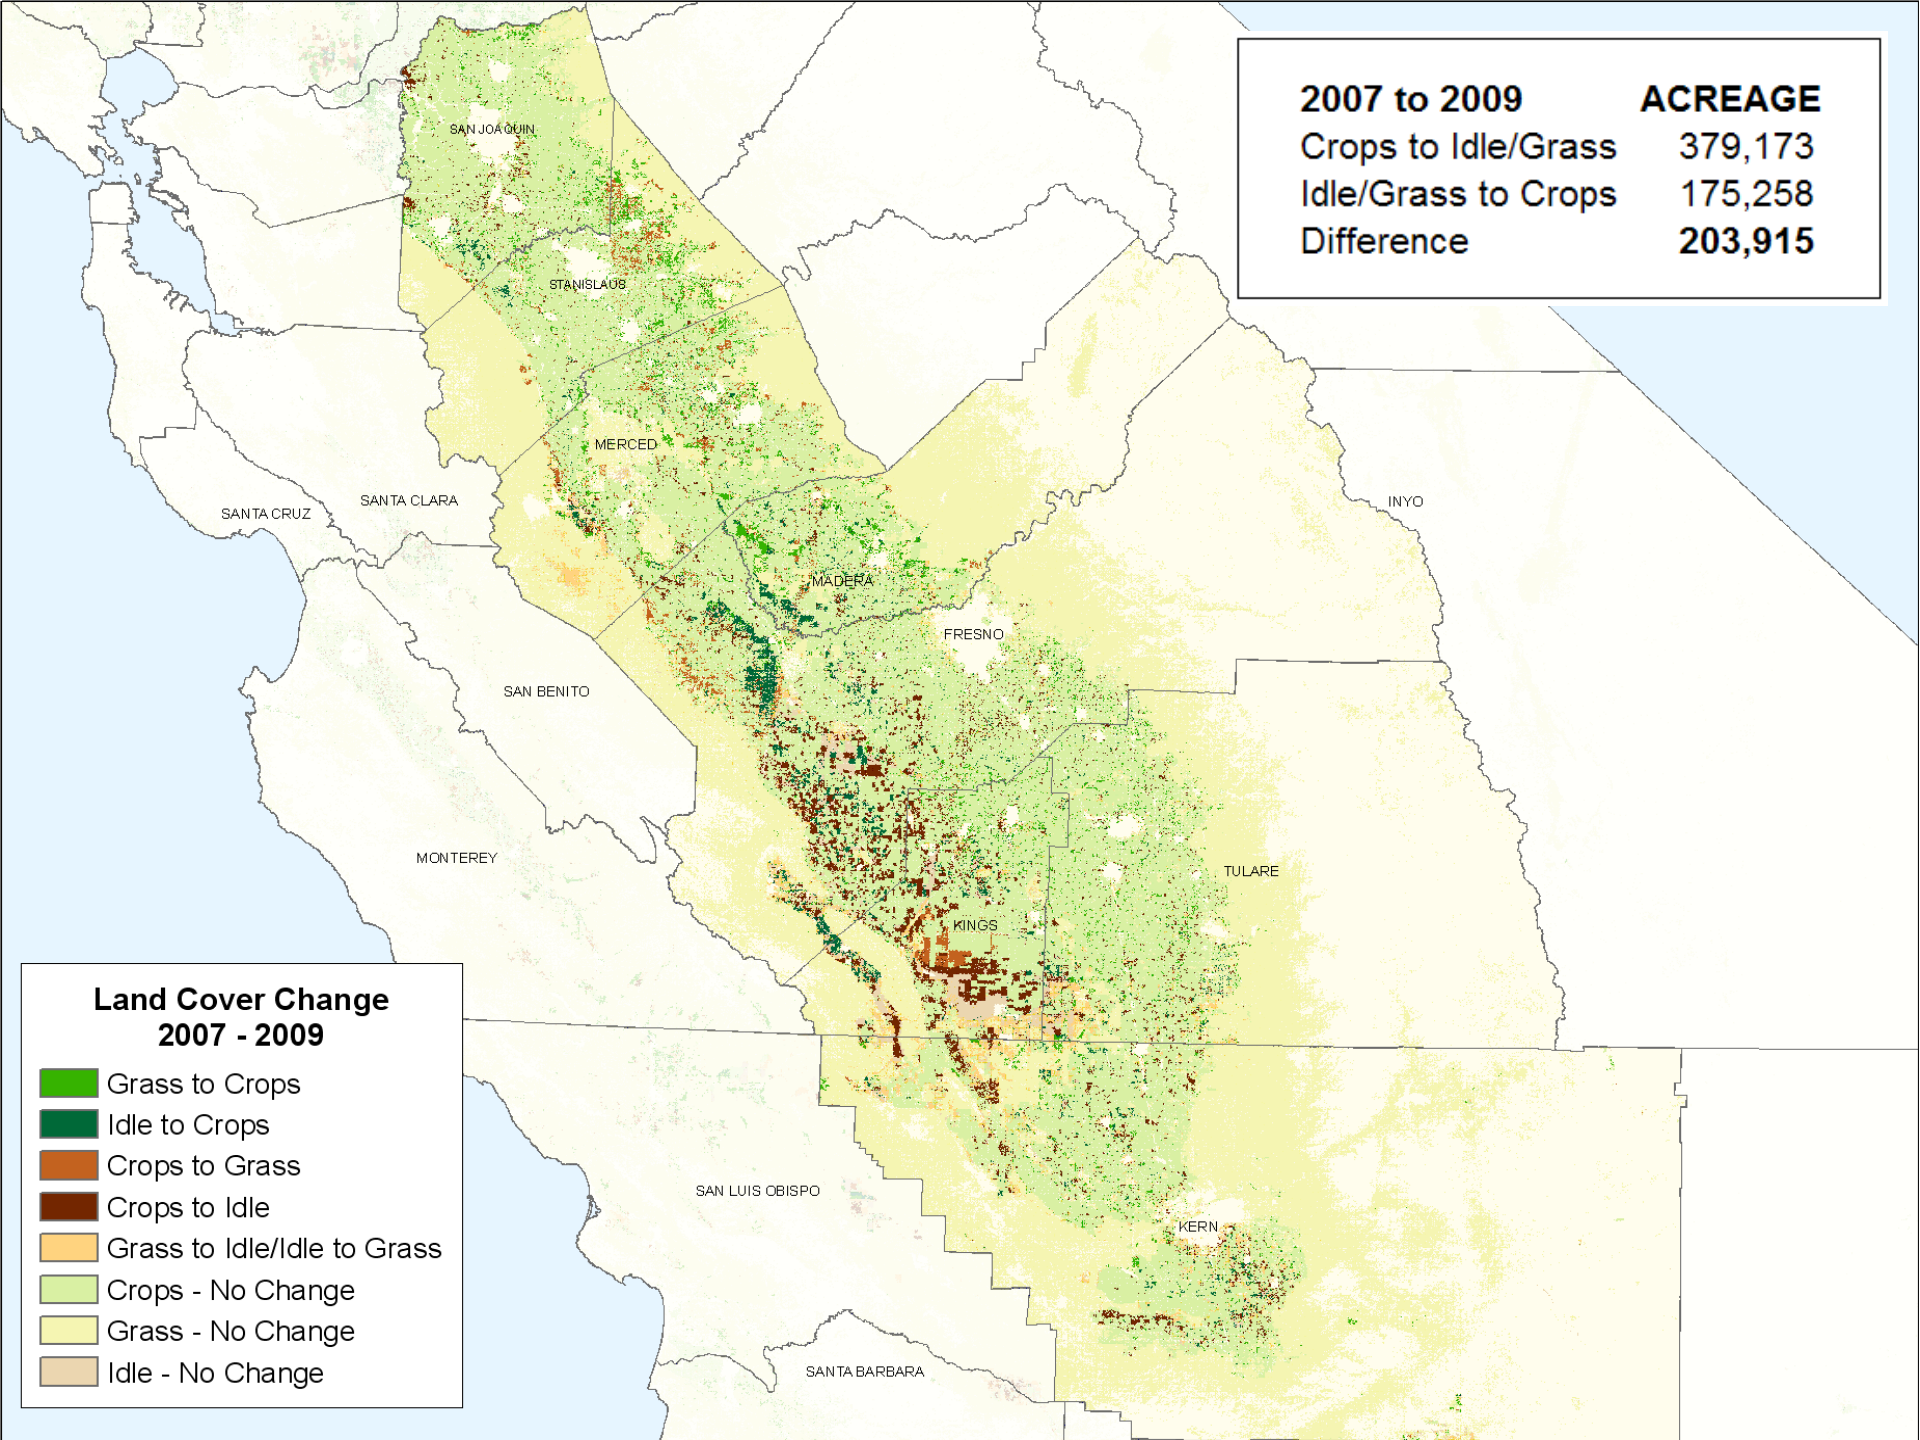 2007 to 2009 ACREAGE
Crops to Idle/Grass 379,173
Idle/Grass to Crops 175,258
Difference 203,915
SAN JOAQUIN
STANISLAUS
MERCED
SANTA CLARA
SANTA CRUZ
INYO
MADERA
FRESNO
SAN BENITO
MONTEREY
TULARE
KINGS
SAN LUIS OBISPO
KERN
SANTA BARBARA
Land Cover Change
2007 - 2009
Grass to Crops
Idle to Crops
Crops to Grass
Crops to Idle
Grass to Idle/Idle to Grass
Crops - No Change
Grass - No Change
Idle - No Change